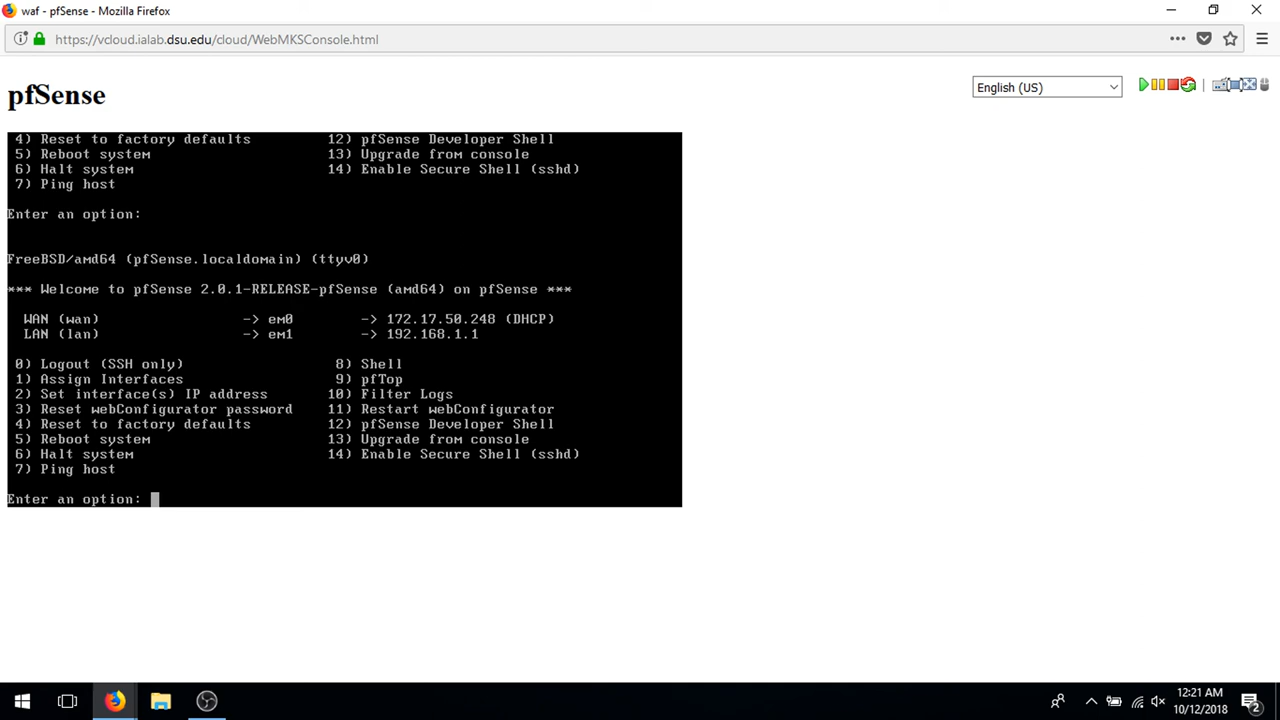 waf - pfSense - Mozilla Firefox
https://vcloud.ialab.dsu.edu/cloud/WebMKSConsole.html
pfSense
English (US)
4) Reset to factory defaults 12) pfSense Developer Shell
5) Reboot system 13) Upgrade from console
6) Halt system 14) Enable Secure Shell (sshd)
7) Ping host
Enter an option:
FreeBSD/amd64 (pfSense.localdomain) (ttyv0)
*** Welcome to pfSense 2.0.1-RELEASE-pfSense (amd64) on pfSense ***
WAN (wan) -> em0 -> 172.17.50.248 (DHCP)
LAN (lan) -> em1 -> 192.168.1.1
0) Logout (SSH only) 8) Shell
1) Assign Interfaces 9) pfTop
2) Set interface(s) IP address 10) Filter Logs
3) Reset webConfigurator password 11) Restart webConfigurator
4) Reset to factory defaults 12) pfSense Developer Shell
5) Reboot system 13) Upgrade from console
6) Halt system 14) Enable Secure Shell (sshd)
7) Ping host
Enter an option:
12:21 AM
10/12/2018
2